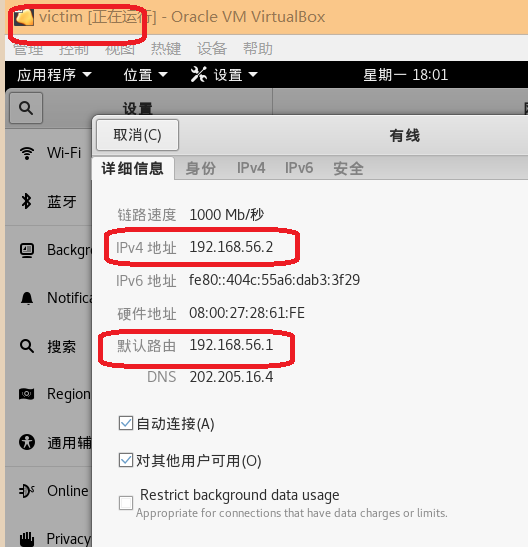 victim [正在运行] - Oracle VM VirtualBox
管理 控制 视图 热键 设备 帮助
应用程序 位置 设置 星期一 18:01
设置
取消(C) 有线
详细信息 身份 IPv4 IPv6 安全
Wi-Fi
蓝牙
Backgr
Notifica
搜索
Region
通用辅
Online
Privacy
链路速度 1000 Mb/秒
IPv4 地址 192.168.56.2
IPv6 地址 fe80::404c:55a6:dab3:3f29
硬件地址 08:00:27:28:61:FE
默认路由 192.168.56.1
DNS 202.205.16.4
自动连接(A)
对其他用户可用(O)
Restrict background data usage
Appropriate for connections that have data charges or limits.